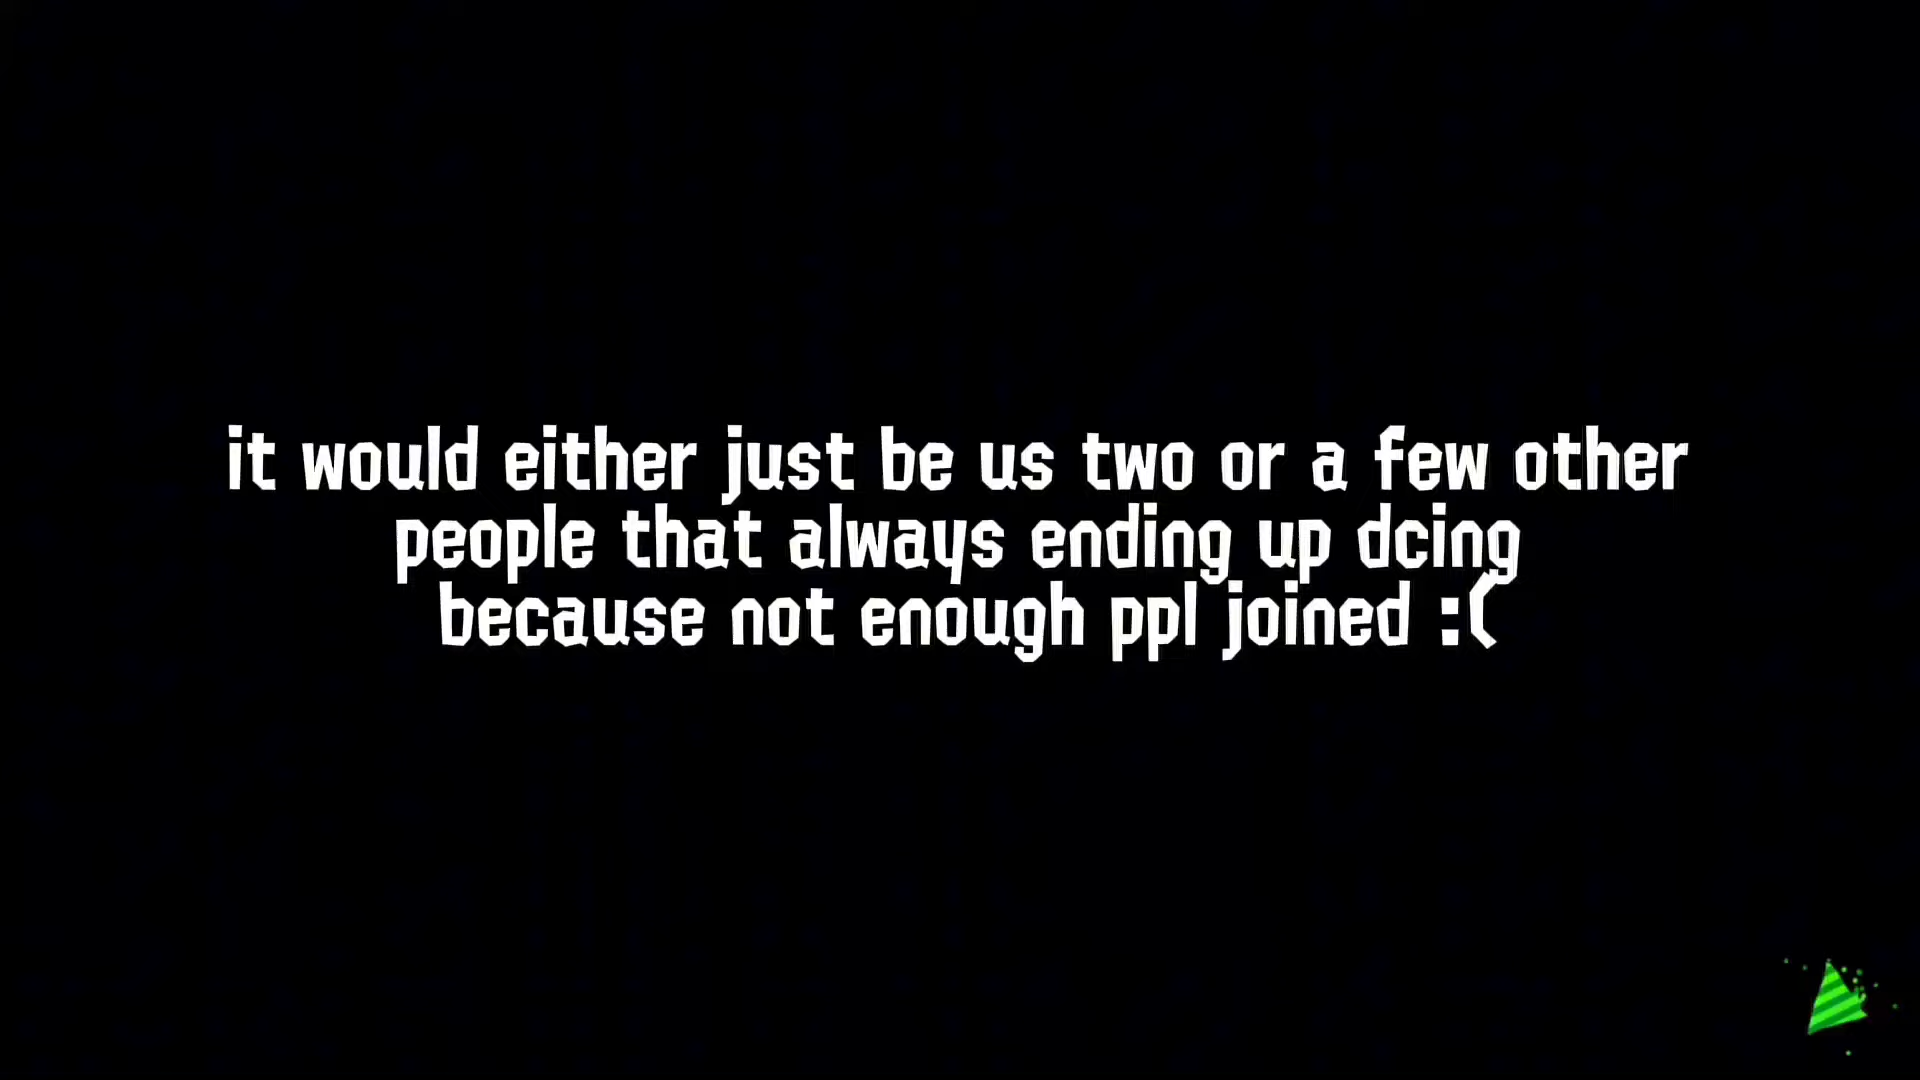 it would either just be us two or a few other
people that always ending up dcing
because not enough ppl joined :(